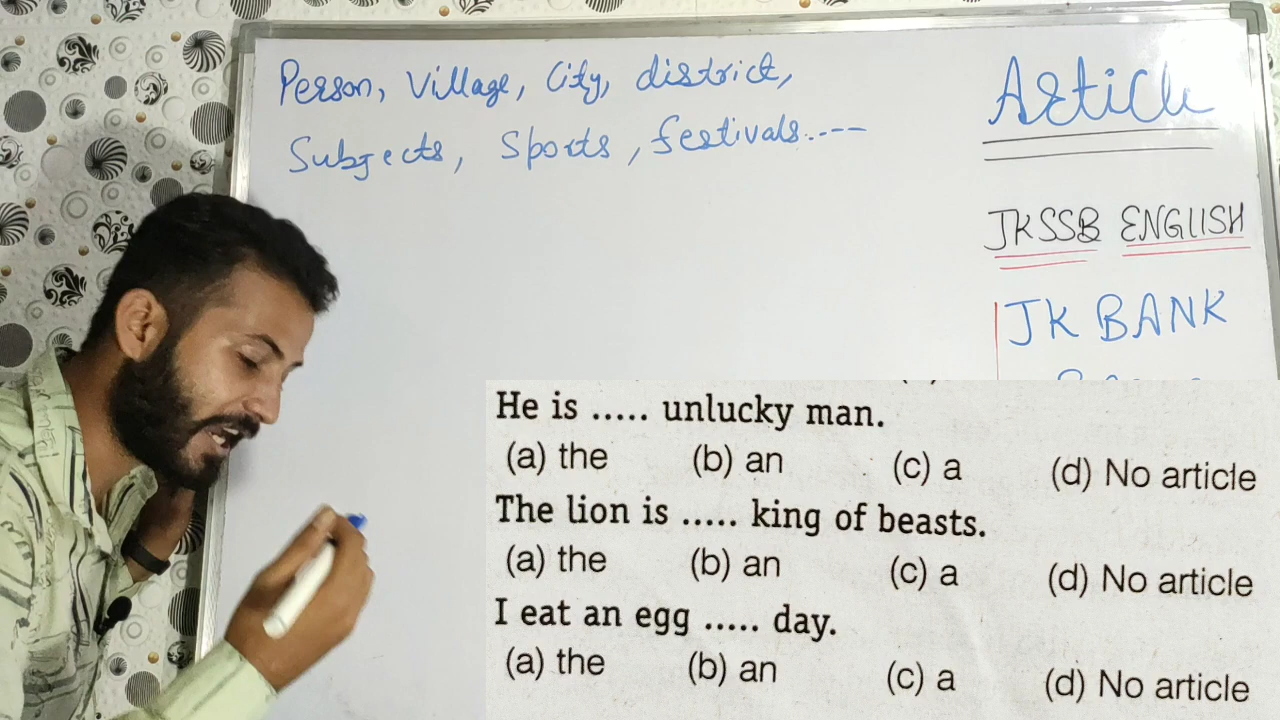 Person, Village, City, district,
Subjects, Sports, festivals....---
Article
JKSSB ENGLISH
JK BANK
He is ..... unlucky man.
(a) the (b) an (c) a (d) No article
The lion is ..... king of beasts.
(a) the (b) an (c) a (d) No article
I eat an egg ..... day.
(a) the (b) an (c) a (d) No article